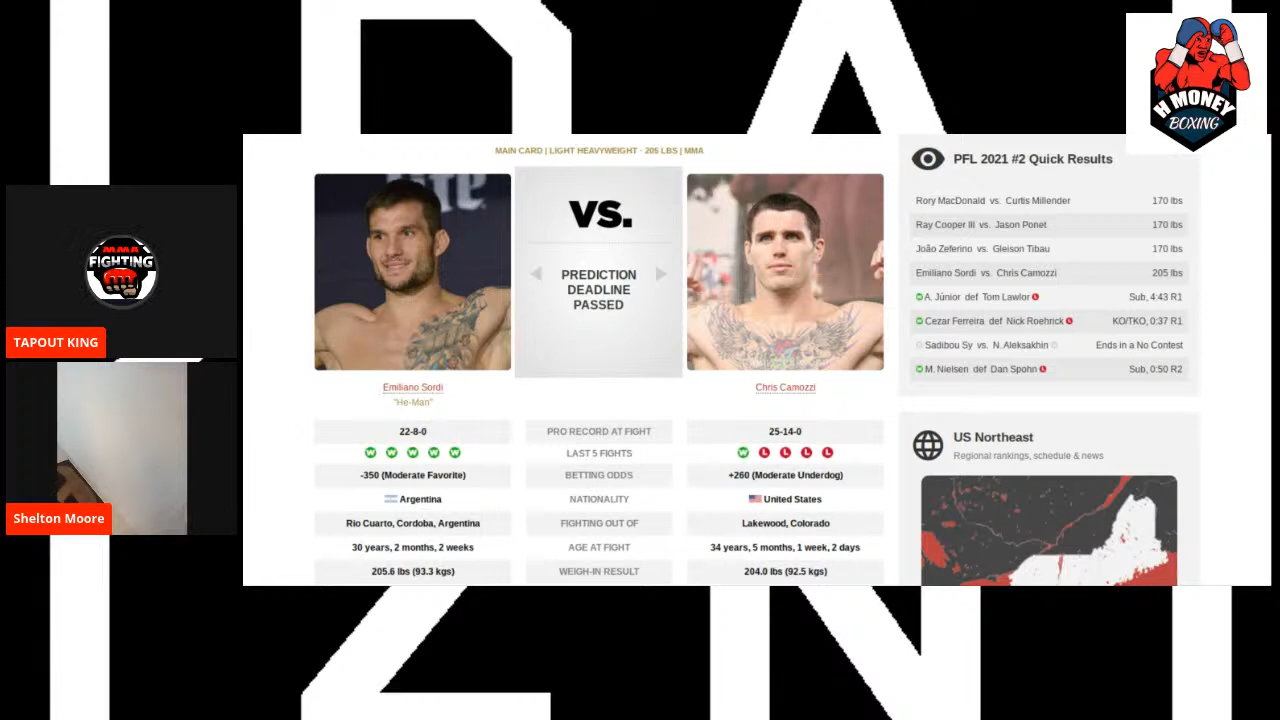 H MONEY
BOXING
MMA
FIGHTING
TAPOUT KING
Shelton Moore
MAIN CARD | LIGHT HEAVYWEIGHT · 205 LBS | MMA
VS.
PREDICTION
DEADLINE
PASSED
Emiliano Sordi
"He-Man"
Chris Camozzi
22-8-0 PRO RECORD AT FIGHT 25-14-0
W W W W W LAST 5 FIGHTS W L L L L
-350 (Moderate Favorite) BETTING ODDS +260 (Moderate Underdog)
Argentina NATIONALITY United States
Rio Cuarto, Cordoba, Argentina FIGHTING OUT OF Lakewood, Colorado
30 years, 2 months, 2 weeks AGE AT FIGHT 34 years, 5 months, 1 week, 2 days
205.6 lbs (93.3 kgs) WEIGH-IN RESULT 204.0 lbs (92.5 kgs)
PFL 2021 #2 Quick Results
Rory MacDonald vs. Curtis Millender 170 lbs
Ray Cooper III vs. Jason Ponet 170 lbs
João Zeferino vs. Gleison Tibau 170 lbs
Emiliano Sordi vs. Chris Camozzi 205 lbs
W A. Júnior def Tom Lawlor L Sub, 4:43 R1
W Cezar Ferreira def Nick Roehrick L KO/TKO, 0:37 R1
Sadibou Sy vs. N. Aleksakhin Ends in a No Contest
W M. Nielsen def Dan Spohn L Sub, 0:50 R2
US Northeast
Regional rankings, schedule & news